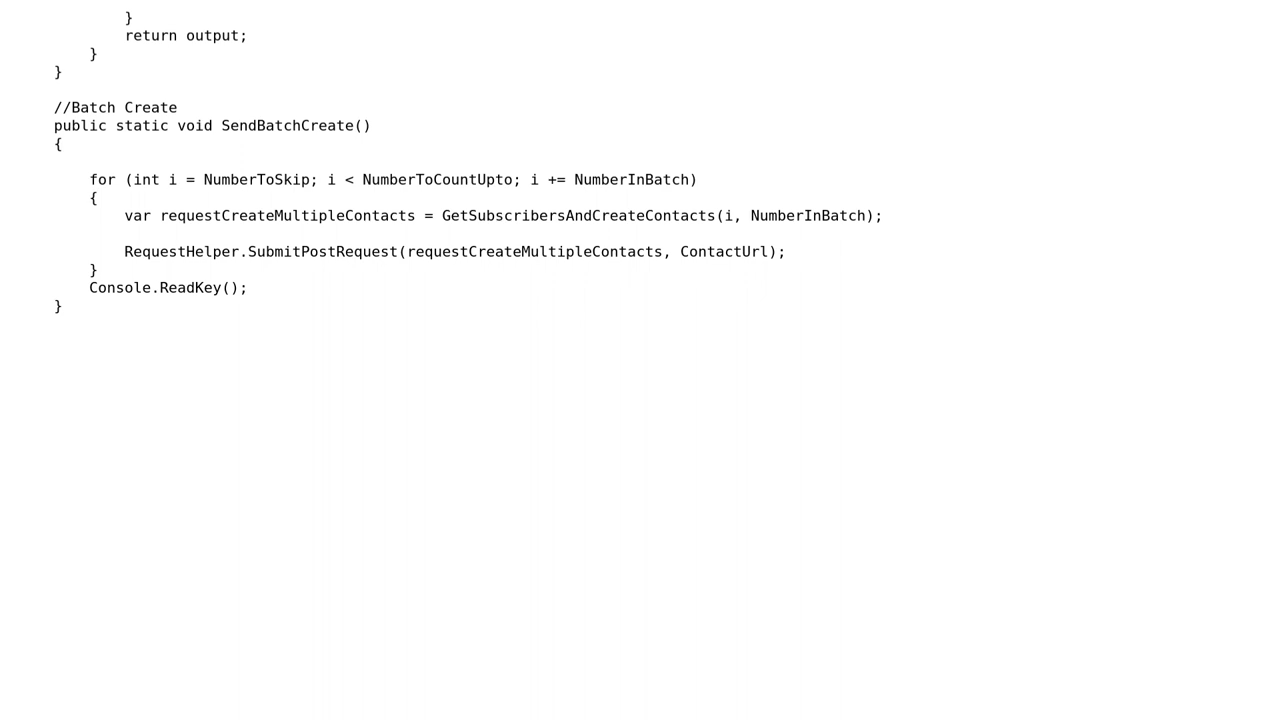 }
        return output;
    }
}

//Batch Create
public static void SendBatchCreate()
{

    for (int i = NumberToSkip; i < NumberToCountUpto; i += NumberInBatch)
    {
        var requestCreateMultipleContacts = GetSubscribersAndCreateContacts(i, NumberInBatch);

        RequestHelper.SubmitPostRequest(requestCreateMultipleContacts, ContactUrl);
    }
    Console.ReadKey();
}